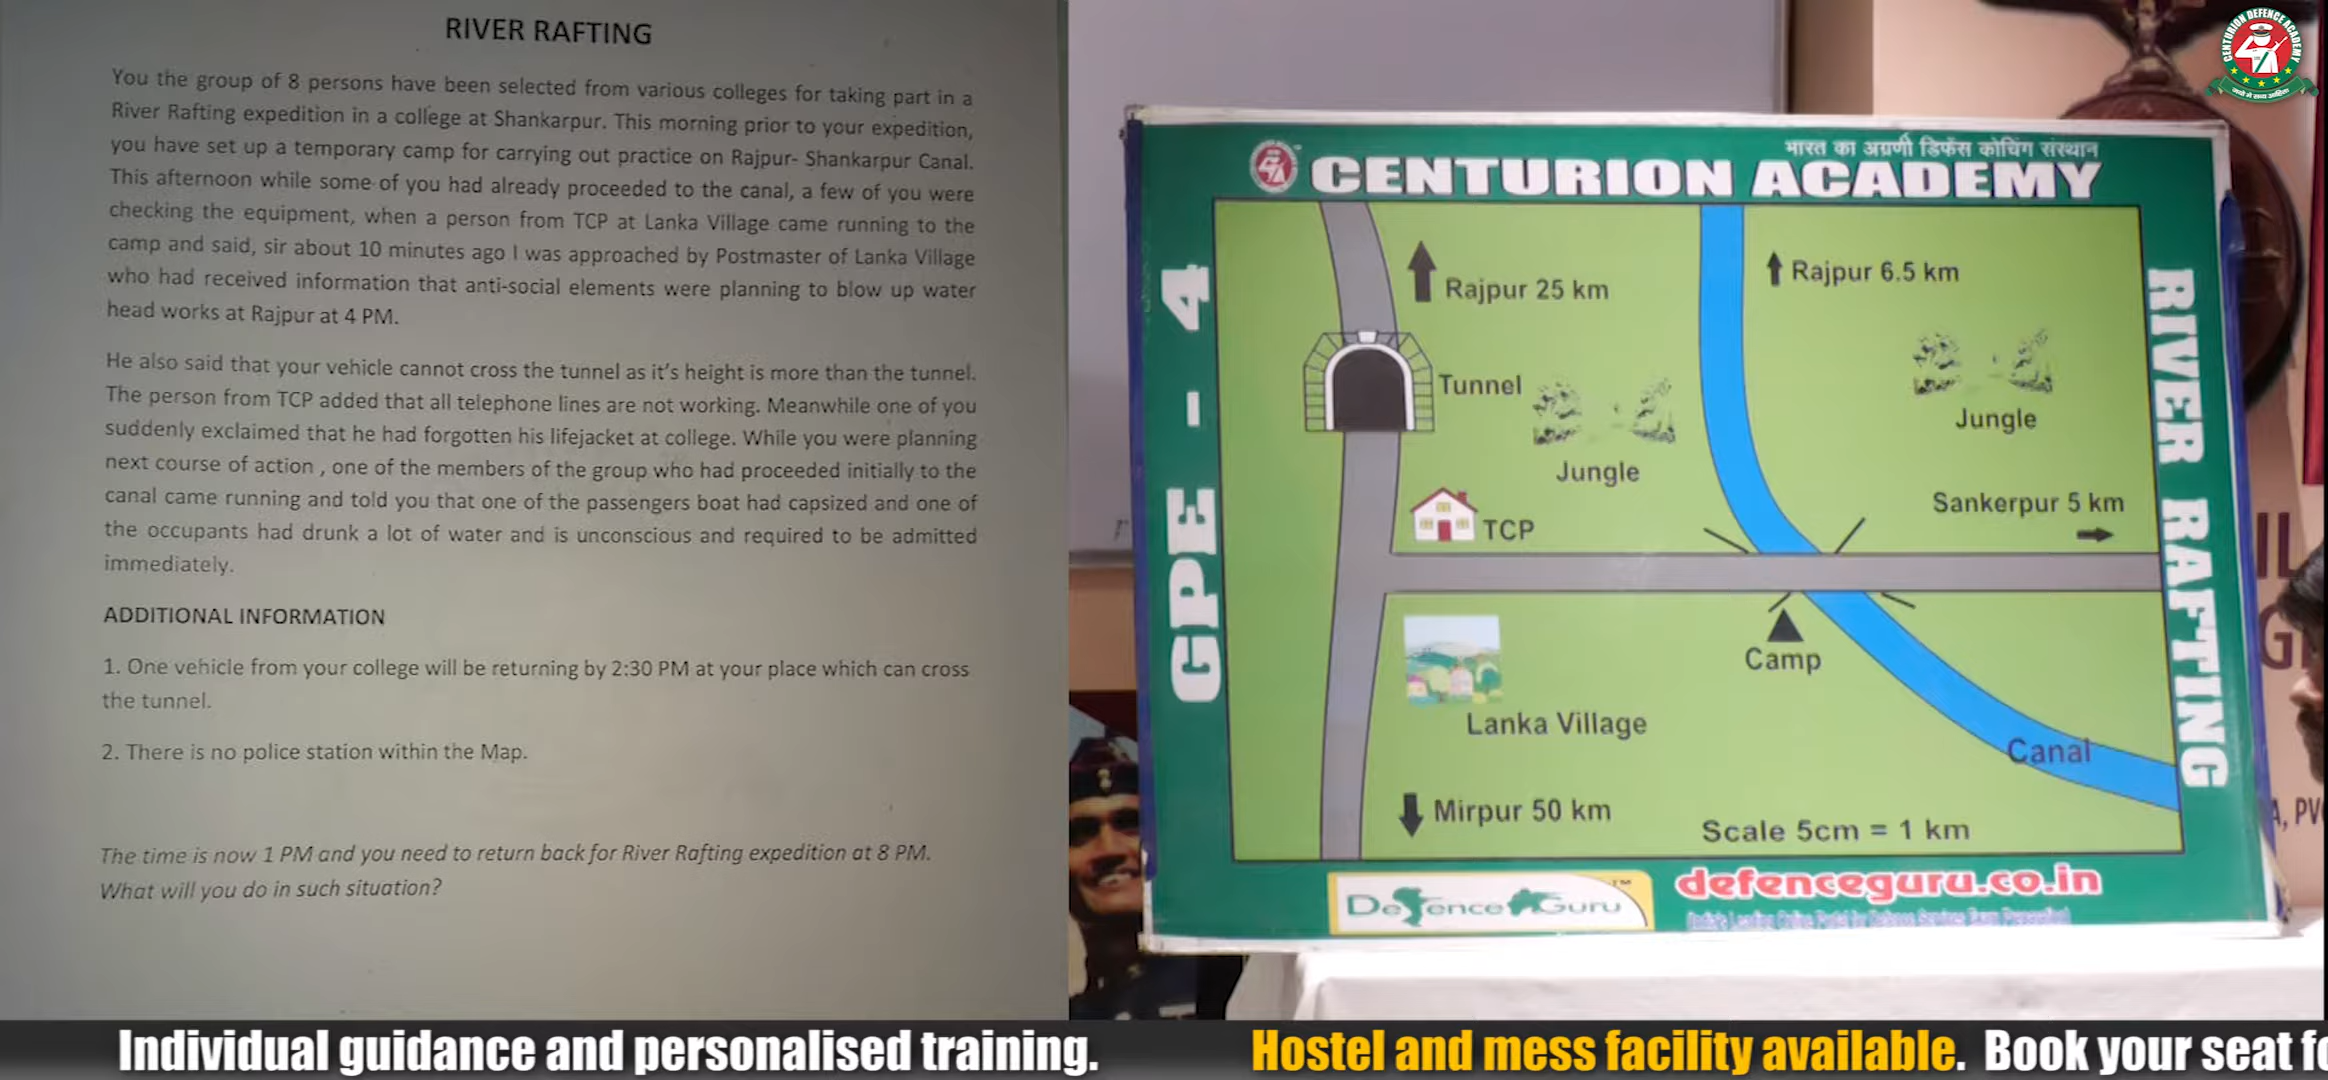 RIVER RAFTING
You the group of 8 persons have been selected from various colleges for taking part in a
River Rafting expedition in a college at Shankarpur. This morning prior to your expedition,
you have set up a temporary camp for carrying out practice on Rajpur- Shankarpur Canal.
This afternoon while some of you had already proceeded to the canal, a few of you were
checking the equipment, when a person from TCP at Lanka Village came running to the
camp and said, sir about 10 minutes ago I was approached by Postmaster of Lanka Village
who had received information that anti-social elements were planning to blow up water
head works at Rajpur at 4 PM.
He also said that your vehicle cannot cross the tunnel as it's height is more than the tunnel.
The person from TCP added that all telephone lines are not working. Meanwhile one of you
suddenly exclaimed that he had forgotten his lifejacket at college. While you were planning
next course of action , one of the members of the group who had proceeded initially to the
canal came running and told you that one of the passengers boat had capsized and one of
the occupants had drunk a lot of water and is unconscious and required to be admitted
immediately.
ADDITIONAL INFORMATION
1. One vehicle from your college will be returning by 2:30 PM at your place which can cross
the tunnel.
2. There is no police station within the Map.
The time is now 1 PM and you need to return back for River Rafting expedition at 8 PM.
What will you do in such situation?
CENTURION DEFENCE ACADEMY
भारत का अग्रणी डिफेंस कोचिंग संस्थान
CENTURION ACADEMY
GPE - 4
RIVER RAFTING
Rajpur 25 km
Rajpur 6.5 km
Tunnel
Jungle
Jungle
TCP
Sankerpur 5 km
Camp
Lanka Village
Canal
Mirpur 50 km
Scale 5cm = 1 km
Defence Guru
TM
defenceguru.co.in
Individual guidance and personalised training.
Hostel and mess facility available. Book your seat